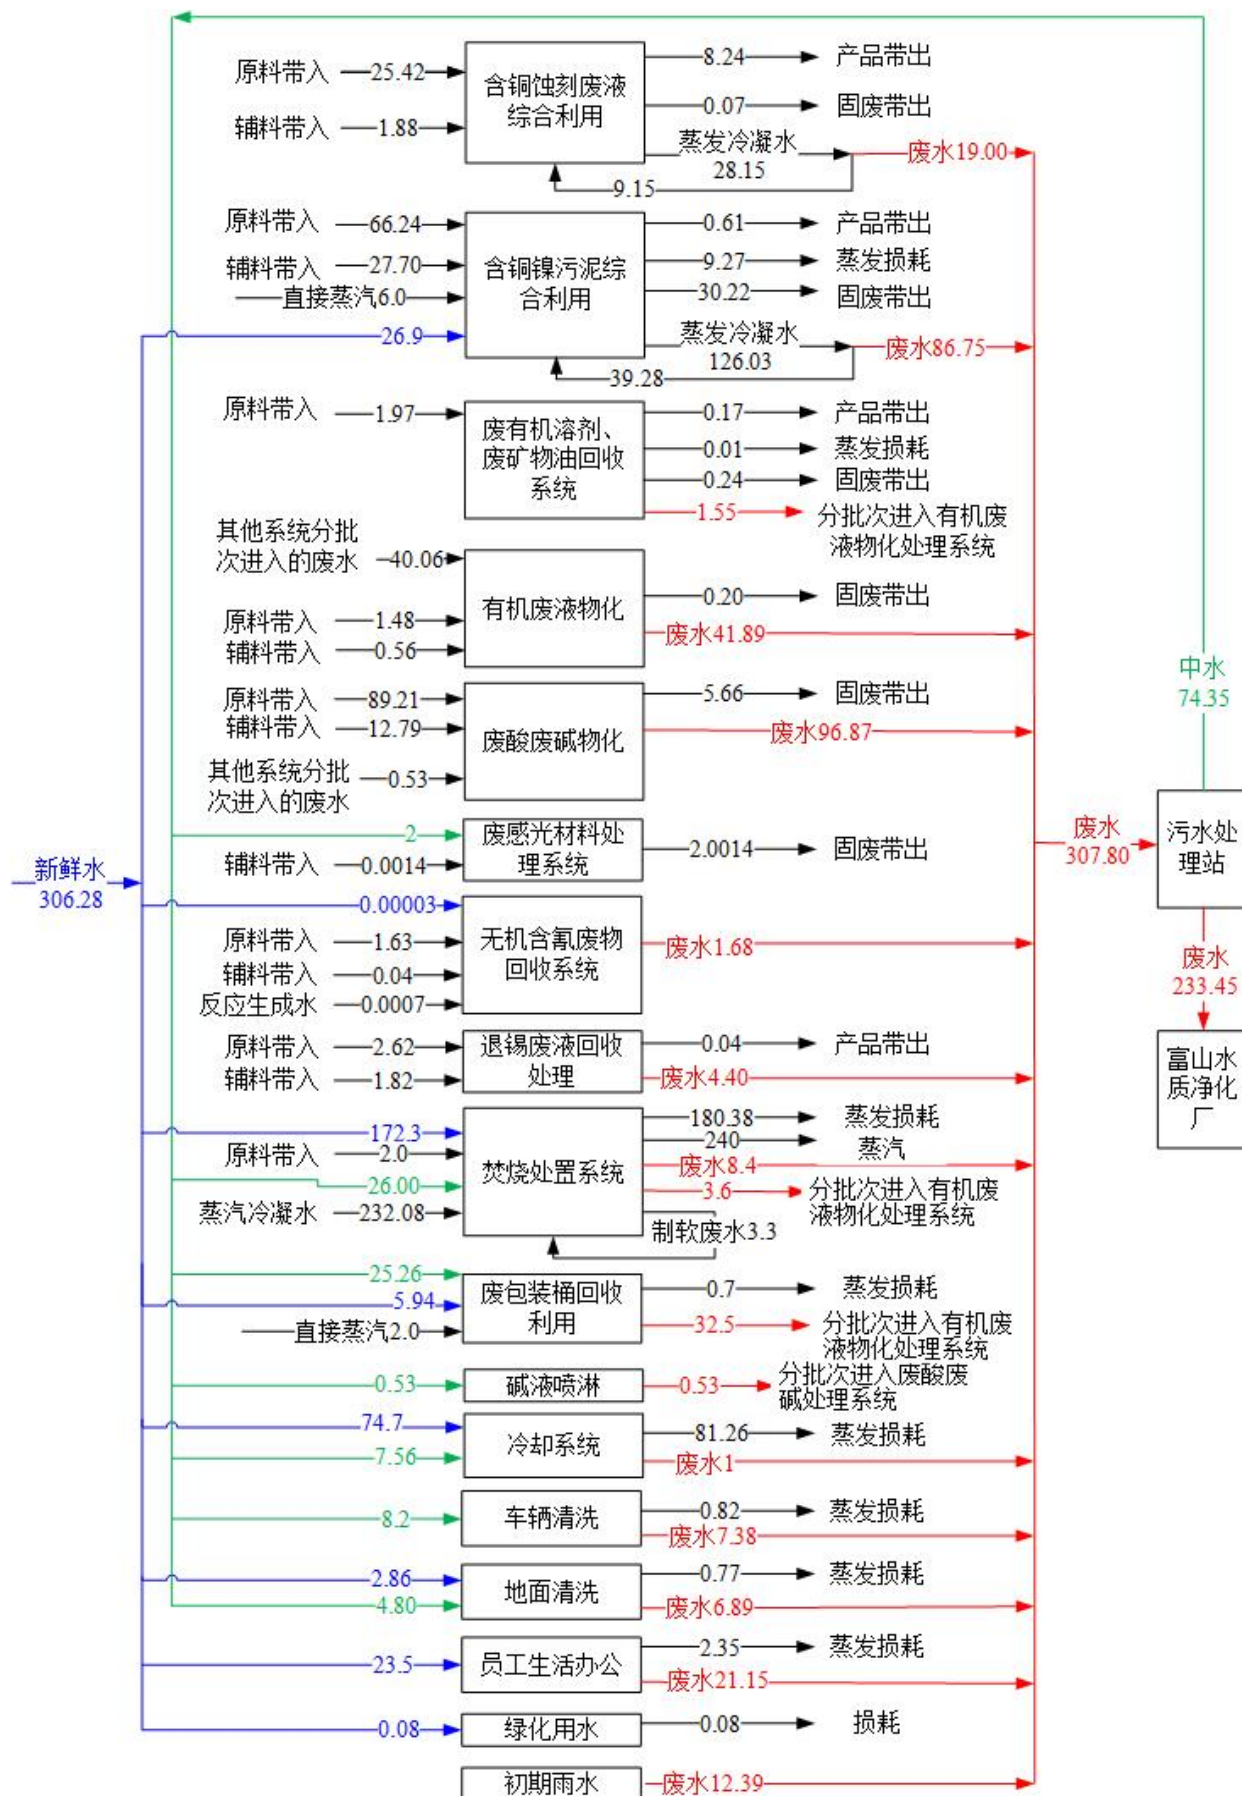 原料带入
25.42
辅料带入
1.88
含铜蚀刻废液
综合利用
8.24
产品带出
0.07
固废带出
蒸发冷凝水
28.15
废水19.00
9.15
原料带入
66.24
辅料带入
27.70
直接蒸汽6.0
26.9
含铜镍污泥综
合利用
0.61
产品带出
9.27
蒸发损耗
30.22
固废带出
蒸发冷凝水
126.03
废水86.75
39.28
原料带入
1.97
废有机溶剂、
废矿物油回收
系统
0.17
产品带出
0.01
蒸发损耗
0.24
固废带出
1.55
分批次进入有机废
液物化处理系统
其他系统分批
次进入的废水
40.06
原料带入
1.48
辅料带入
0.56
有机废液物化
0.20
固废带出
废水41.89
原料带入
89.21
辅料带入
12.79
其他系统分批
次进入的废水
0.53
废酸废碱物化
5.66
固废带出
废水96.87
2
辅料带入
0.0014
废感光材料处
理系统
2.0014
固废带出
新鲜水
306.28
0.00003
原料带入
1.63
辅料带入
0.04
反应生成水
0.0007
无机含氰废物
回收系统
废水1.68
原料带入
2.62
辅料带入
1.82
退锡废液回收
处理
0.04
产品带出
废水4.40
172.3
原料带入
2.0
26.00
蒸汽冷凝水
232.08
焚烧处置系统
180.38
蒸发损耗
240
蒸汽
废水8.4
3.6
分批次进入有机废
液物化处理系统
制软废水3.3
25.26
5.94
直接蒸汽2.0
废包装桶回收
利用
0.7
蒸发损耗
32.5
分批次进入有机废
液物化处理系统
0.53
碱液喷淋
0.53
分批次进入废酸废
碱处理系统
74.7
7.56
冷却系统
81.26
蒸发损耗
废水1
8.2
车辆清洗
0.82
蒸发损耗
废水7.38
2.86
4.80
地面清洗
0.77
蒸发损耗
废水6.89
23.5
员工生活办公
2.35
蒸发损耗
废水21.15
0.08
绿化用水
0.08
损耗
初期雨水
废水12.39
中水
74.35
废水
307.80
污水处
理站
废水
233.45
富山水
质净化
厂